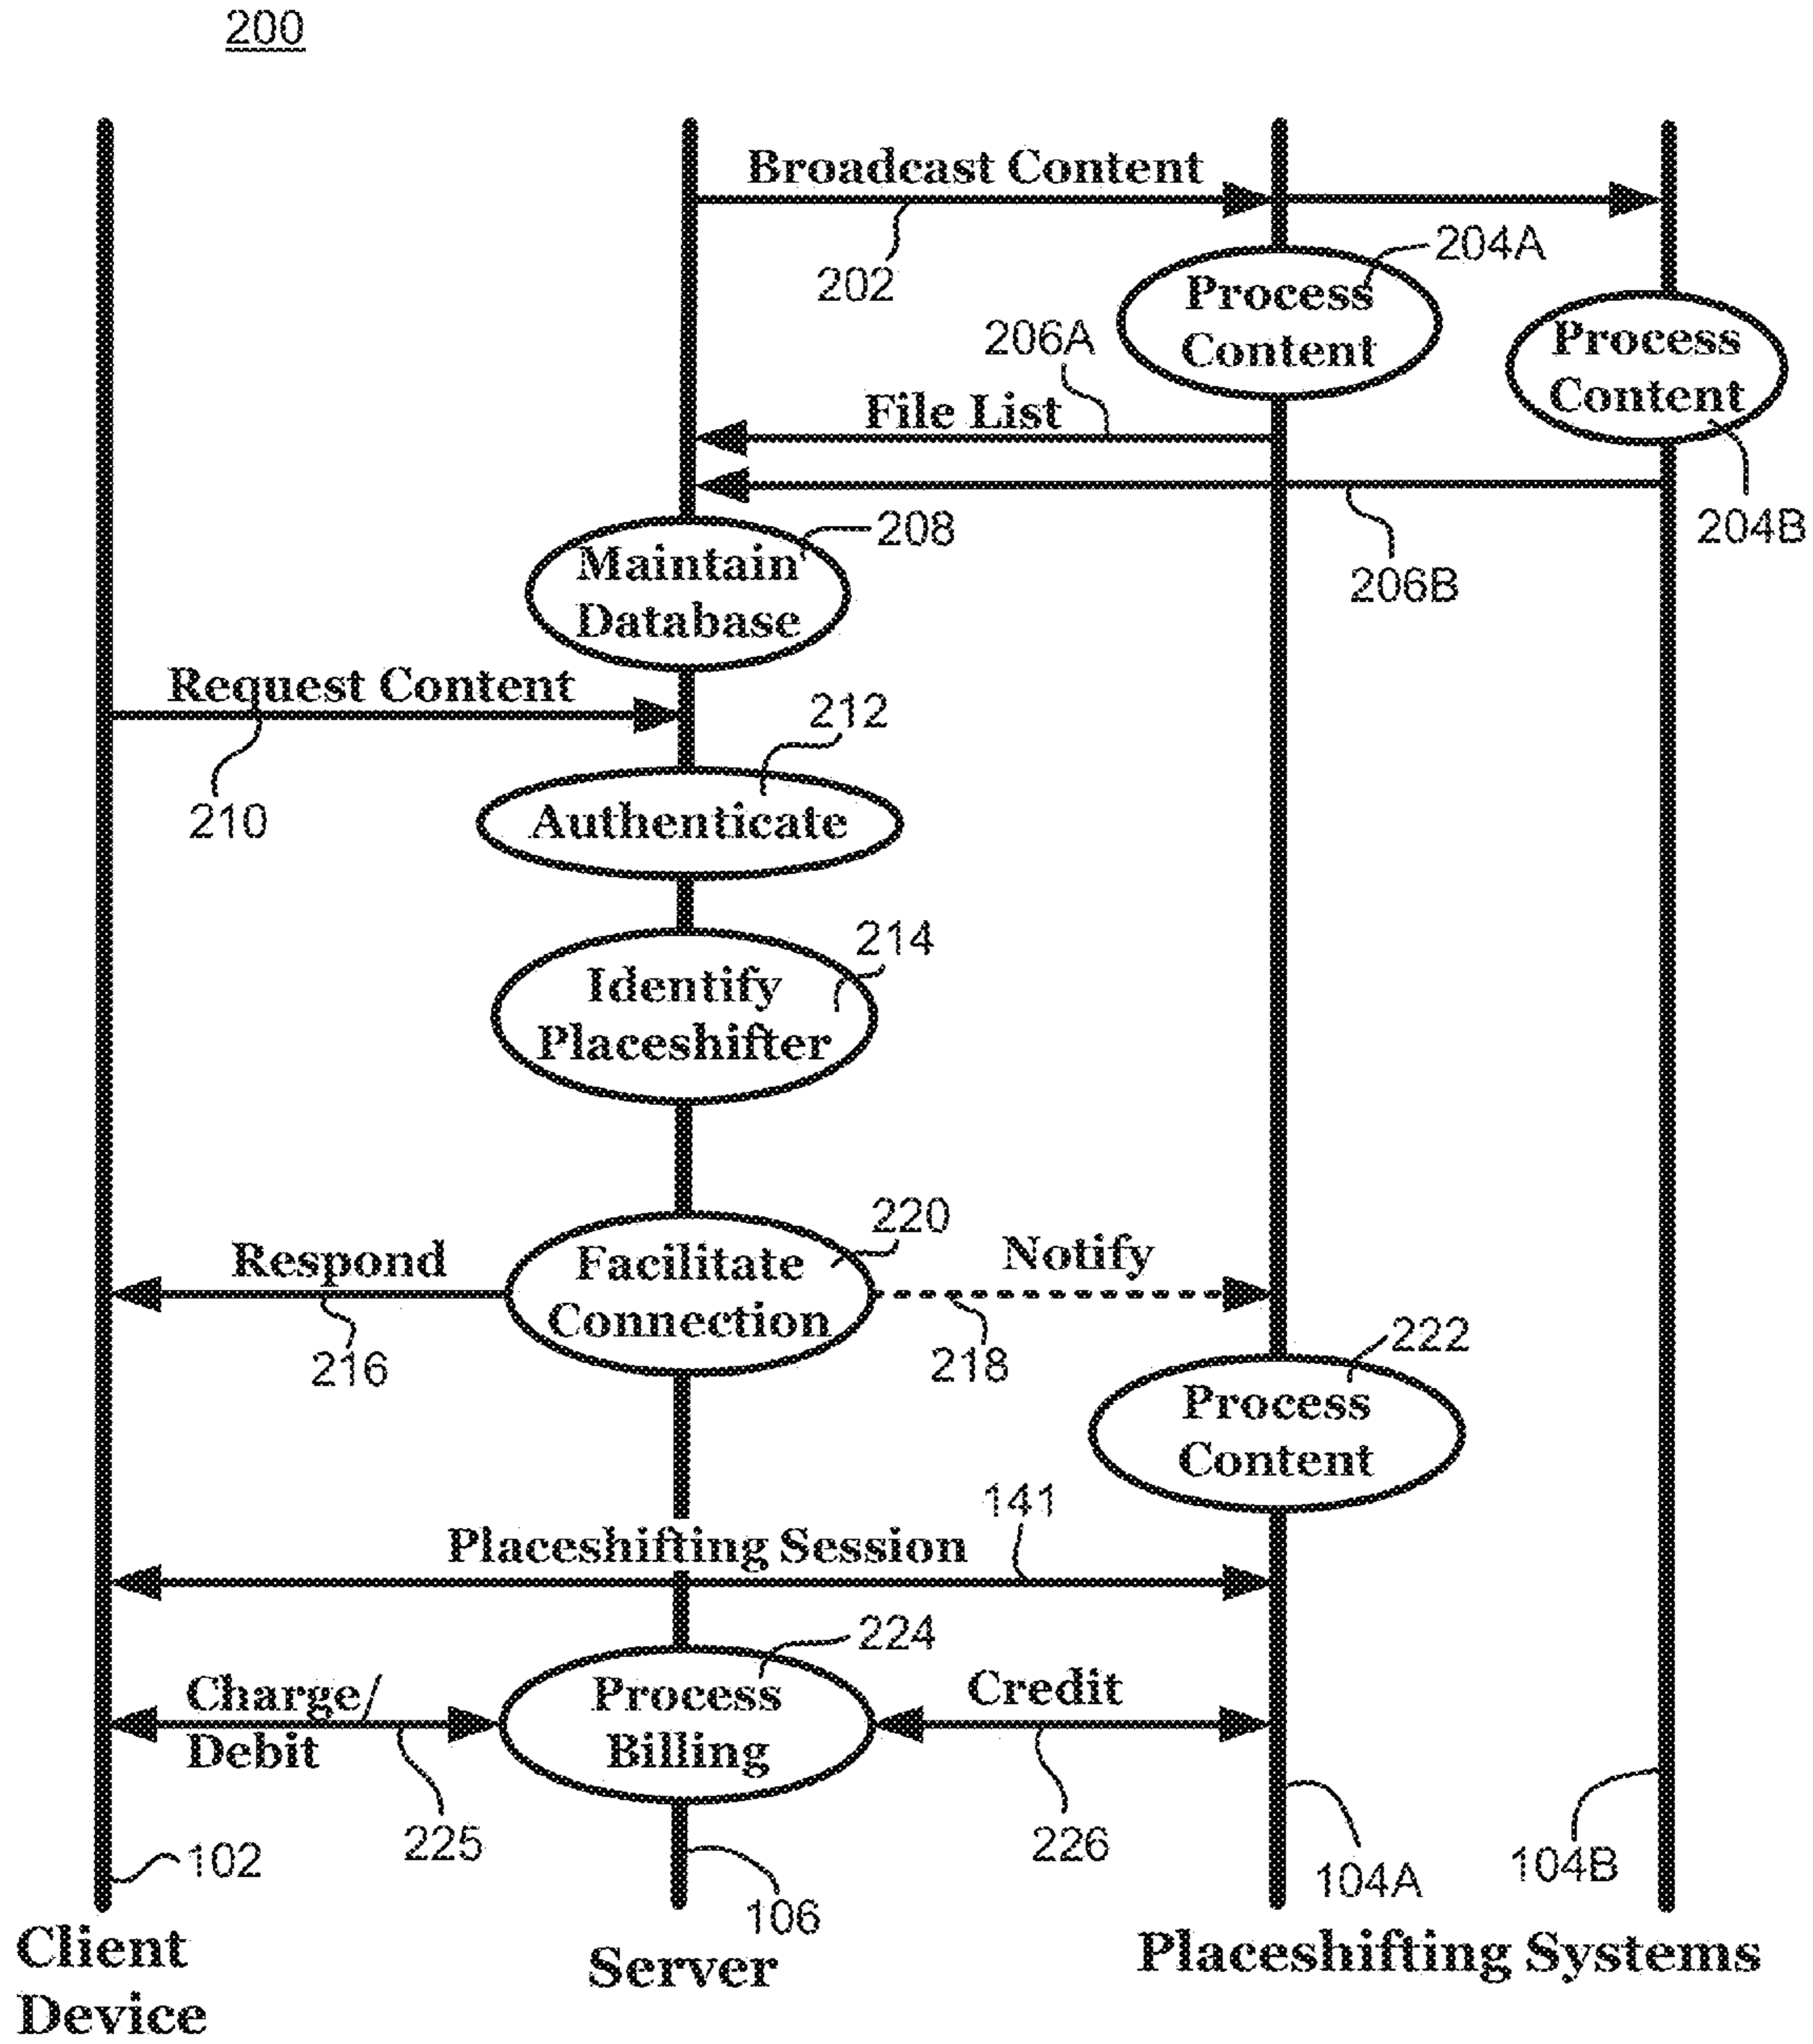 200
Broadcast Content
202
204A
Process
Content
Process
Content
206A
File List
204B
206B
208
Maintain
Database
Request Content
210
212
Authenticate
214
Identify
Placeshifter
220
Respond
Facilitate
Connection
Notify
216
218
222
Process
Content
141
Placeshifting Session
224
Charge/
Debit
Process
Billing
Credit
225
226
102
106
104A
104B
Client
Device
Server
Placeshifting Systems